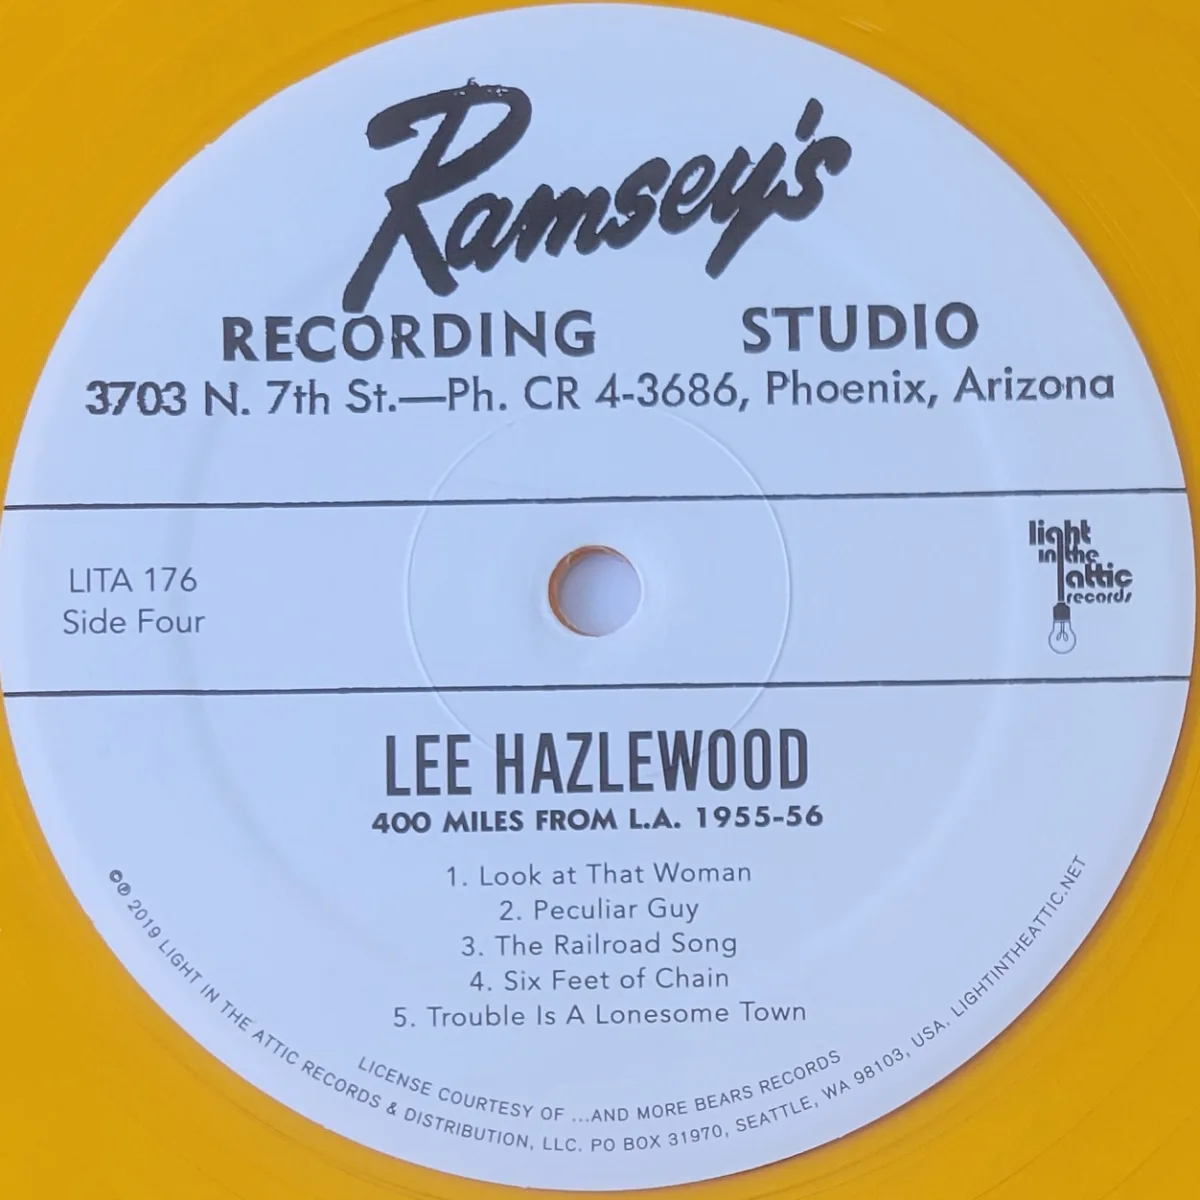 Ramsey's
RECORDING STUDIO
3703 N. 7th St.—Ph. CR 4-3686, Phoenix, Arizona
LITA 176
Side Four
light
in the
attic
records
LEE HAZLEWOOD
400 MILES FROM L.A. 1955-56
1. Look at That Woman
2. Peculiar Guy
3. The Railroad Song
4. Six Feet of Chain
5. Trouble Is A Lonesome Town
LICENSE COURTESY OF ...AND MORE BEARS RECORDS
©℗ 2019 LIGHT IN THE ATTIC RECORDS & DISTRIBUTION, LLC. PO BOX 31970, SEATTLE, WA 98103, USA. LIGHTINTHEATTIC.NET